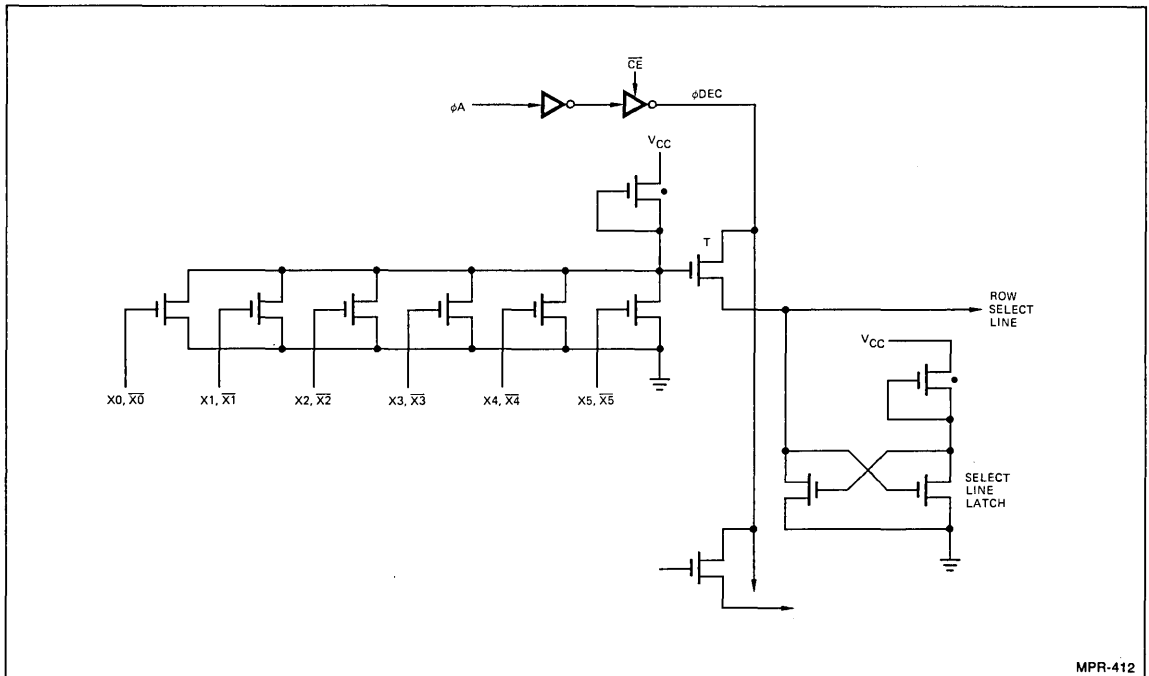 C̅E̅
φA
φDEC
VCC
T
X0, X̅0̅
X1, X̅1̅
X2, X̅2̅
X3, X̅3̅
X4, X̅4̅
X5, X̅5̅
ROW
SELECT
LINE
VCC
SELECT
LINE
LATCH
MPR-412